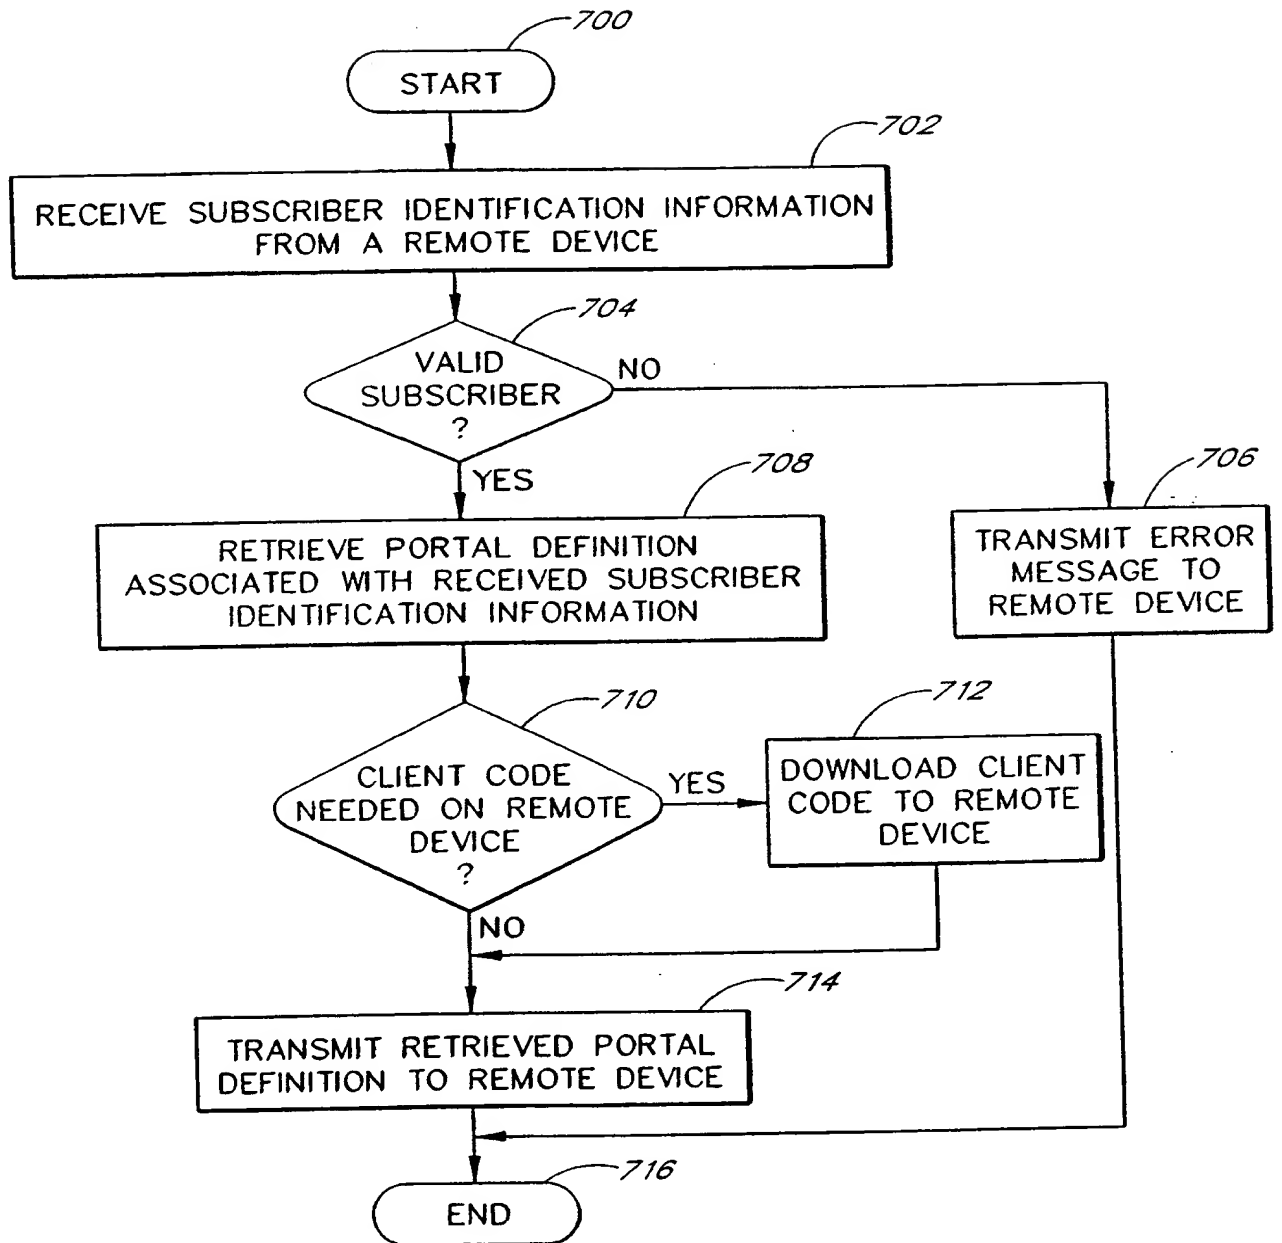 700
START
702
RECEIVE SUBSCRIBER IDENTIFICATION INFORMATION
FROM A REMOTE DEVICE
704
VALID
SUBSCRIBER
?
NO
YES
708
RETRIEVE PORTAL DEFINITION
ASSOCIATED WITH RECEIVED SUBSCRIBER
IDENTIFICATION INFORMATION
706
TRANSMIT ERROR
MESSAGE TO
REMOTE DEVICE
710
CLIENT CODE
NEEDED ON REMOTE
DEVICE
?
YES
712
DOWNLOAD CLIENT
CODE TO REMOTE
DEVICE
NO
714
TRANSMIT RETRIEVED PORTAL
DEFINITION TO REMOTE DEVICE
716
END